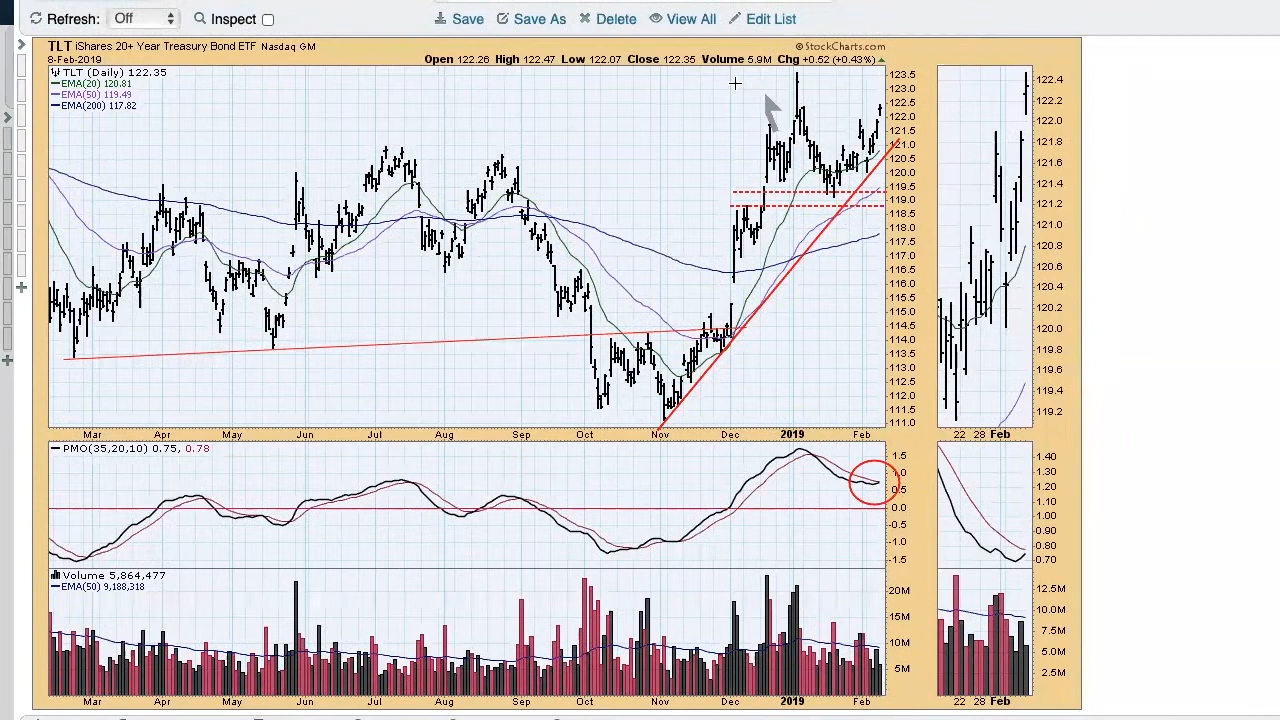 Refresh: Off Inspect Save Save As Delete View All Edit List
TLT iShares 20+ Year Treasury Bond ETF Nasdaq GM © StockCharts.com
8-Feb-2019 Open 122.26 High 122.47 Low 122.07 Close 122.35 Volume 5.9M Chg +0.52 (+0.43%)
TLT (Daily) 122.35
EMA(20) 120.81
EMA(50) 119.49
EMA(200) 117.82
123.5
123.0
122.5
122.0
121.5
121.0
120.5
120.0
119.5
119.0
118.5
118.0
117.5
117.0
116.5
116.0
115.5
115.0
114.5
114.0
113.5
113.0
112.5
112.0
111.5
111.0
122.4
122.2
122.0
121.8
121.6
121.4
121.2
121.0
120.8
120.6
120.4
120.2
120.0
119.8
119.6
119.4
119.2
Mar Apr May Jun Jul Aug Sep Oct Nov Dec 2019 Feb 22 28 Feb
PMO(35,20,10) 0.75, 0.78
1.5
1.0
0.5
0.0
-0.5
-1.0
-1.5
1.40
1.30
1.20
1.10
1.00
0.90
0.80
0.70
Volume 5,864,477
EMA(50) 9,188,318
20M
15M
10M
5M
12.5M
10.0M
7.5M
5.0M
2.5M
Mar Apr May Jun Jul Aug Sep Oct Nov Dec 2019 Feb 22 28 Feb